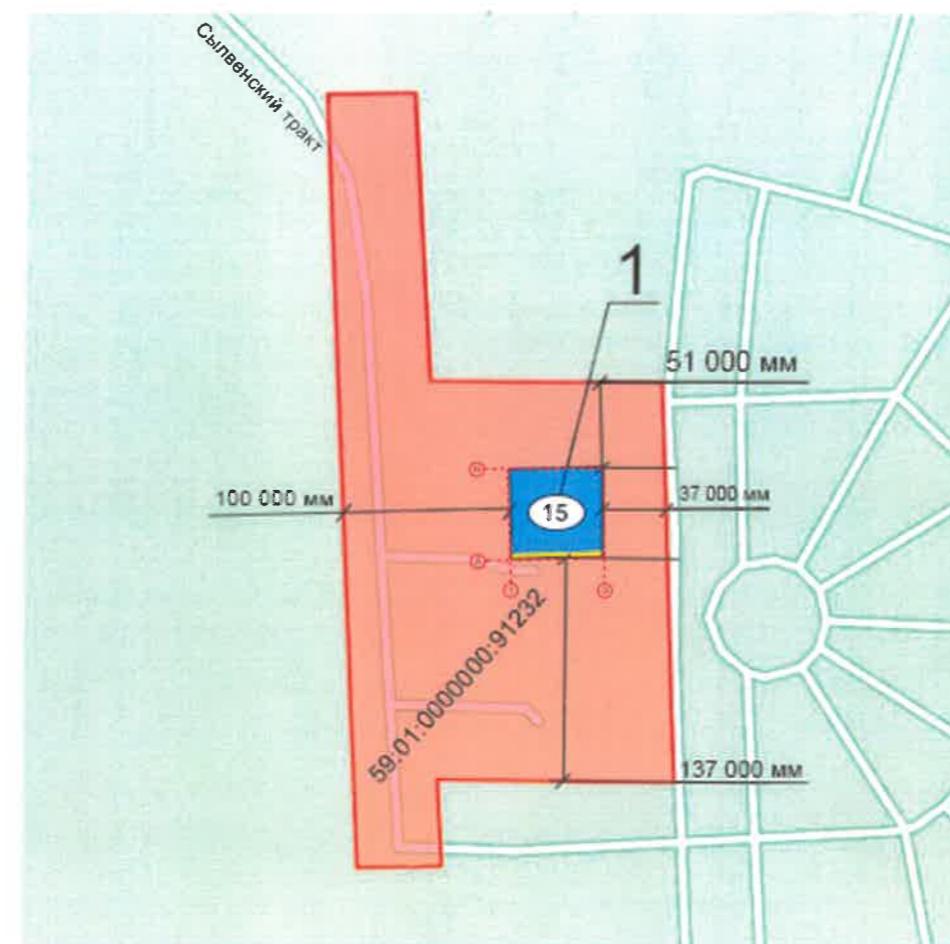 Сылвенский тракт
1
51 000 мм
100 000 мм
15
37 000 мм
59:01:0000000:91232
137 000 мм